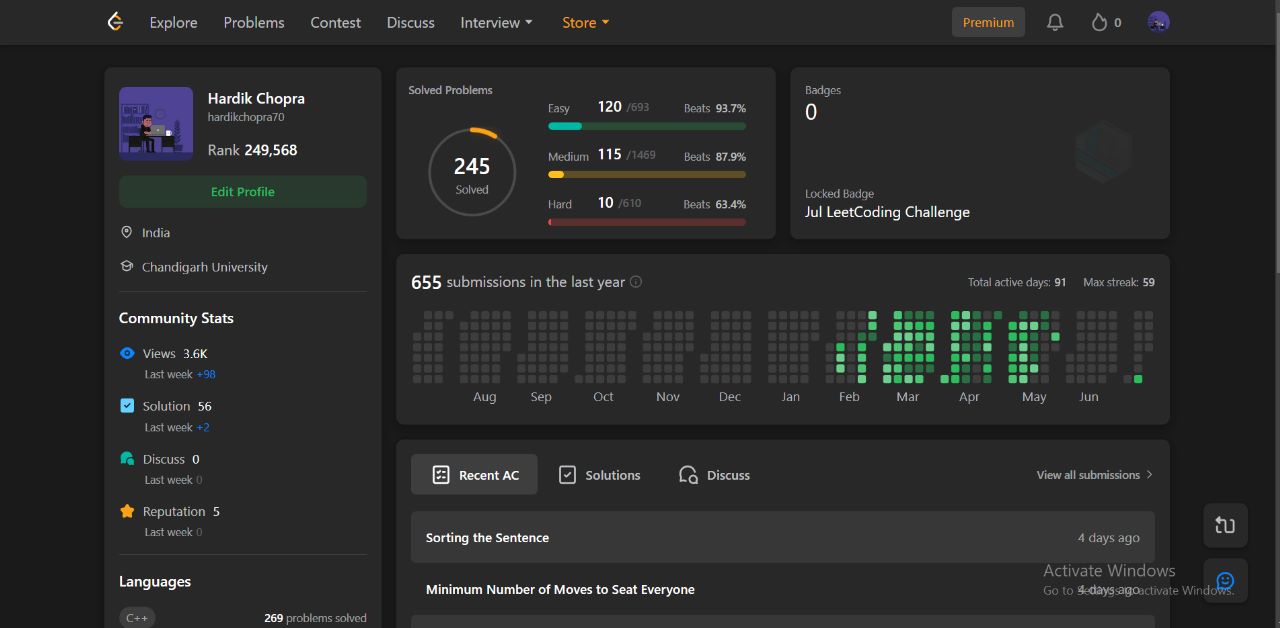 Explore Problems Contest Discuss Interview Store Premium 0
Hardik Chopra
hardikchopra70
Rank 249,568
Edit Profile
India
Chandigarh University
Community Stats
Views 3.6K
Last week +98
Solution 56
Last week +2
Discuss 0
Last week 0
Reputation 5
Last week 0
Languages
C++ 269 problems solved
Solved Problems
245
Solved
Easy 120 /693 Beats 93.7%
Medium 115 /1469 Beats 87.9%
Hard 10 /610 Beats 63.4%
Badges
0
Locked Badge
Jul LeetCoding Challenge
655 submissions in the last year Total active days: 91 Max streak: 59
Aug Sep Oct Nov Dec Jan Feb Mar Apr May Jun
Recent AC Solutions Discuss View all submissions
Sorting the Sentence 4 days ago
Minimum Number of Moves to Seat Everyone 4 days ago
Activate Windows
Go to Settings to activate Windows.